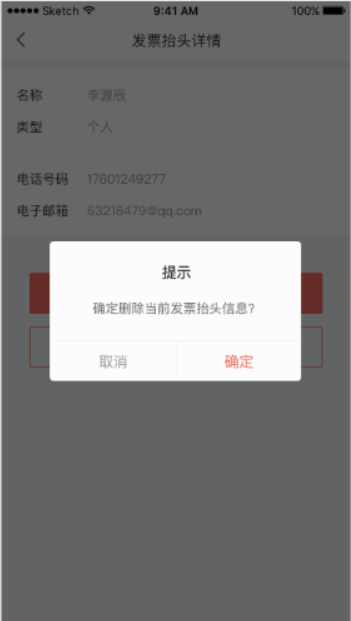 Sketch 9:41 AM 100%
发票抬头详情
名称 李源辰
类型 个人
电话号码 17601249277
电子邮箱 63218479@qq.com
提示
确定删除当前发票抬头信息?
取消 确定